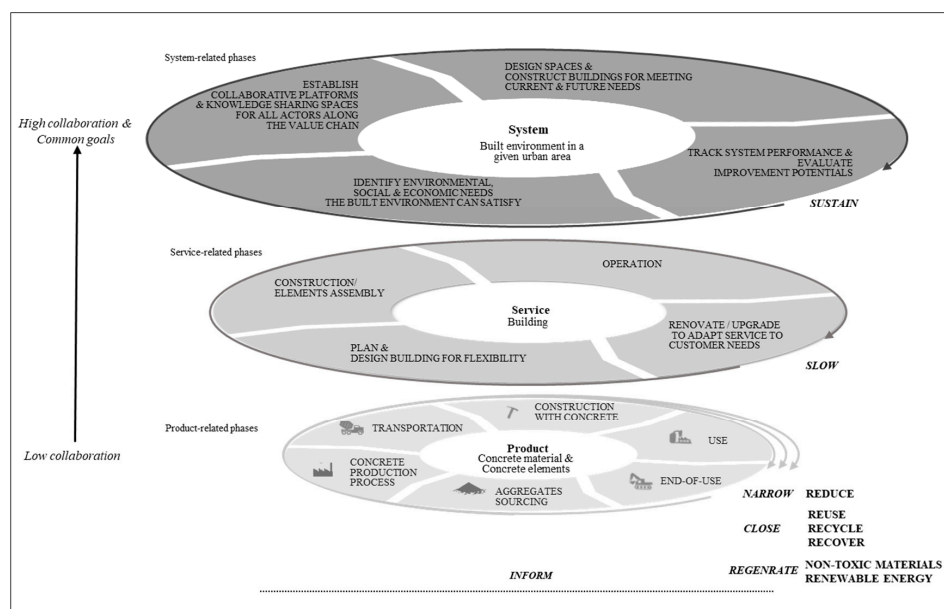 System-related phases
ESTABLISH
COLLABORATIVE PLATFORMS
& KNOWLEDGE SHARING SPACES
FOR ALL ACTORS ALONG
THE VALUE CHAIN
DESIGN SPACES &
CONSTRUCT BUILDINGS FOR MEETING
CURRENT & FUTURE NEEDS
High collaboration &
Common goals
System
Built environment in a
given urban area
TRACK SYSTEM PERFORMANCE &
EVALUATE
IMPROVEMENT POTENTIALS
IDENTIFY ENVIRONMENTAL,
SOCIAL & ECONOMIC NEEDS
THE BUILT ENVIRONMENT CAN SATISFY
SUSTAIN
Service-related phases
OPERATION
CONSTRUCTION/
ELEMENTS ASSEMBLY
Service
Building
RENOVATE / UPGRADE
TO ADAPT SERVICE TO
CUSTOMER NEEDS
PLAN &
DESIGN BUILDING FOR FLEXIBILITY
SLOW
Product-related phases
CONSTRUCTION
WITH CONCRETE
TRANSPORTATION
USE
Product
Concrete material &
Concrete elements
Low collaboration
CONCRETE
PRODUCTION
PROCESS
AGGREGATES
SOURCING
END-OF-USE
NARROW REDUCE
CLOSE
REUSE
RECYCLE
RECOVER
REGENRATE
NON-TOXIC MATERIALS
RENEWABLE ENERGY
INFORM